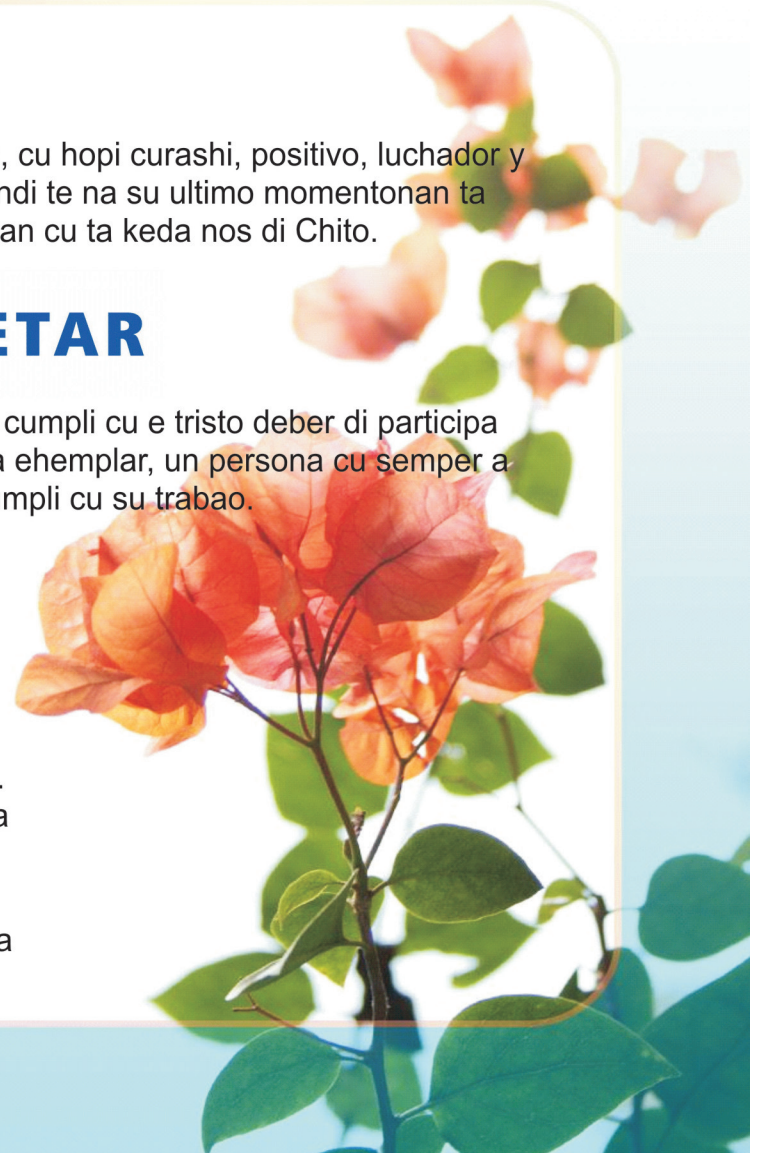 , cu hopi curashi, positivo, luchador y
ndi te na su ultimo momentonan ta
an cu ta keda nos di Chito.
ETAR
cumpli cu e tristo deber di participa
a ehemplar, un persona cu semper a
mpli cu su trabao.
.
a
a